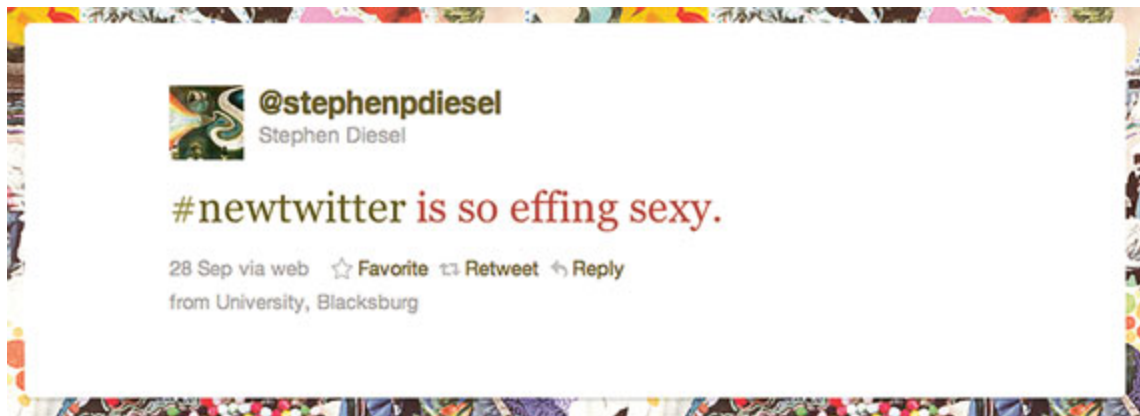 @stephenpdiesel
Stephen Diesel
#newtwitter is so effing sexy.
28 Sep via web Favorite Retweet Reply
from University, Blacksburg